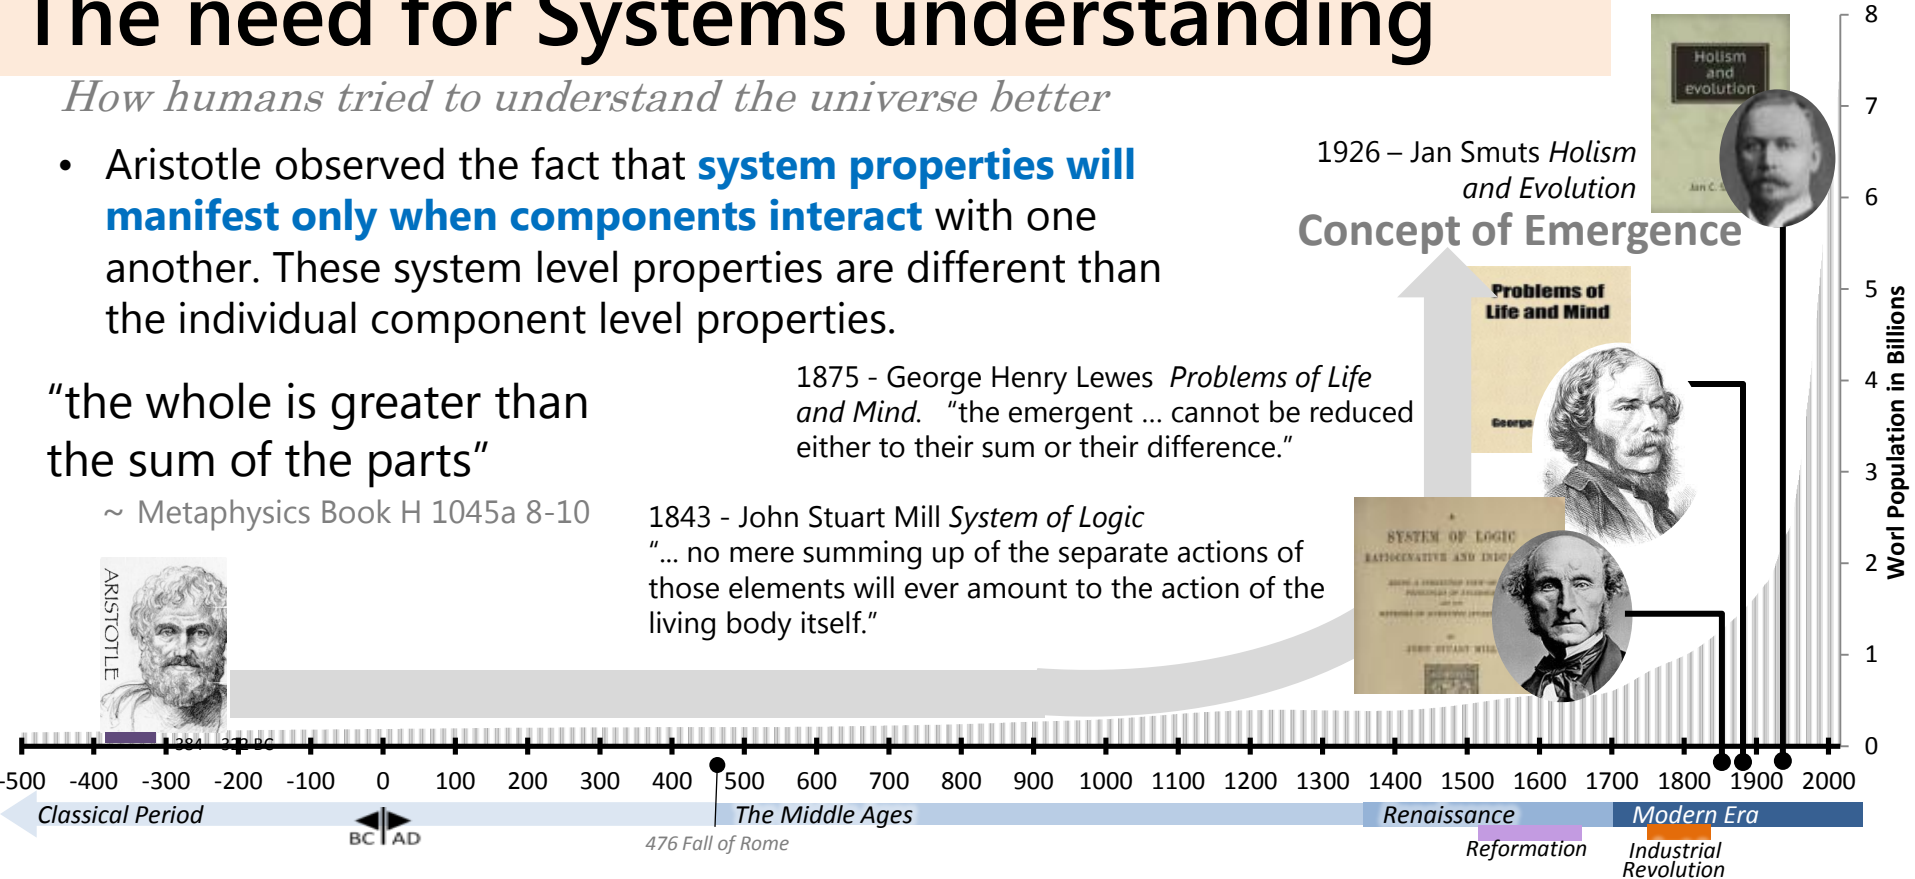 The need for Systems understanding
How humans tried to understand the universe better
• Aristotle observed the fact that system properties will
manifest only when components interact with one
another. These system level properties are different than
the individual component level properties.
“the whole is greater than
the sum of the parts”
~ Metaphysics Book H 1045a 8-10
ARISTOTLE
384 - 322 BC
1843 - John Stuart Mill System of Logic
“... no mere summing up of the separate actions of
those elements will ever amount to the action of the
living body itself.”
1875 - George Henry Lewes Problems of Life
and Mind. “the emergent ... cannot be reduced
either to their sum or their difference.”
1926 – Jan Smuts Holism
and Evolution
Concept of Emergence
Holism
and
evolution
Jan C. S
Problems of
Life and Mind
George
SYSTEM OF LOGIC
JOHN STUART MILL
8
7
6
5
4
3
2
1
0
Worl Population in Billions
-500 -400 -300 -200 -100 0 100 200 300 400 500 600 700 800 900 1000 1100 1200 1300 1400 1500 1600 1700 1800 1900 2000
Classical Period
BC AD
476 Fall of Rome
The Middle Ages
Renaissance
Modern Era
Reformation
Industrial
Revolution